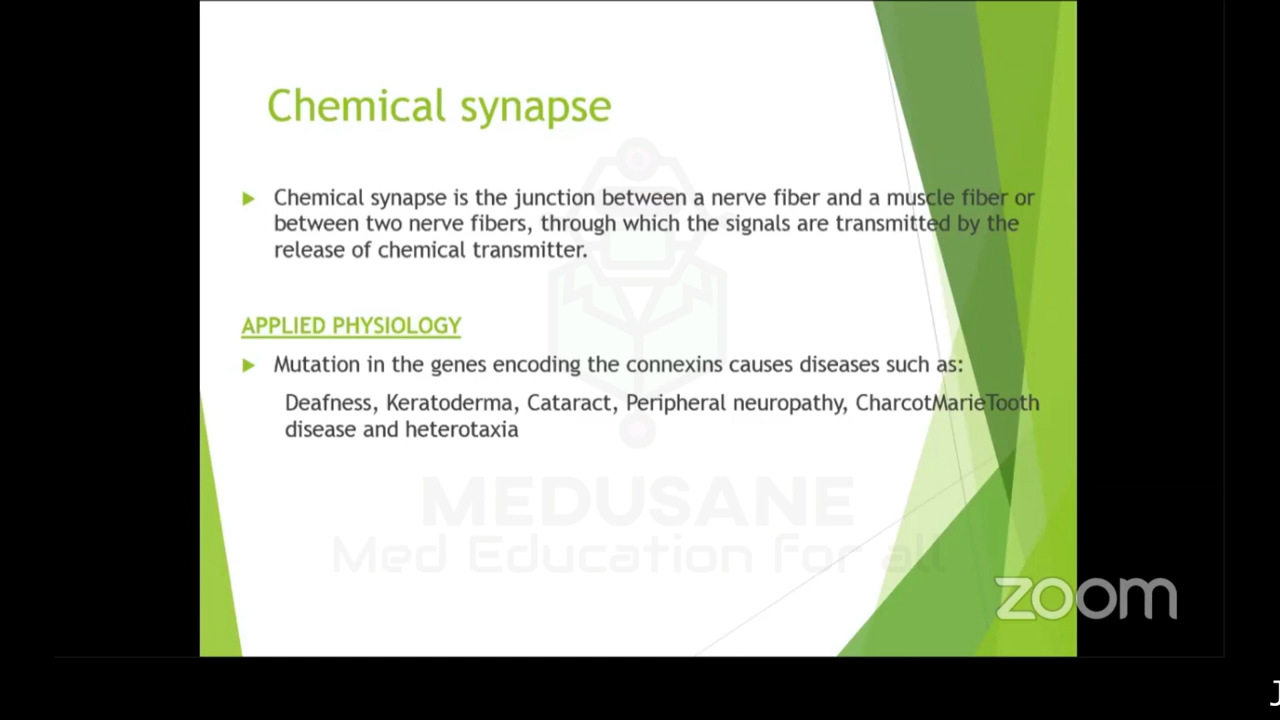 Chemical synapse
Chemical synapse is the junction between a nerve fiber and a muscle fiber or
between two nerve fibers, through which the signals are transmitted by the
release of chemical transmitter.
APPLIED PHYSIOLOGY
Mutation in the genes encoding the connexins causes diseases such as:
Deafness, Keratoderma, Cataract, Peripheral neuropathy, CharcotMarieTooth
disease and heterotaxia
MEDUSANE
Med Education for all
zoom
J